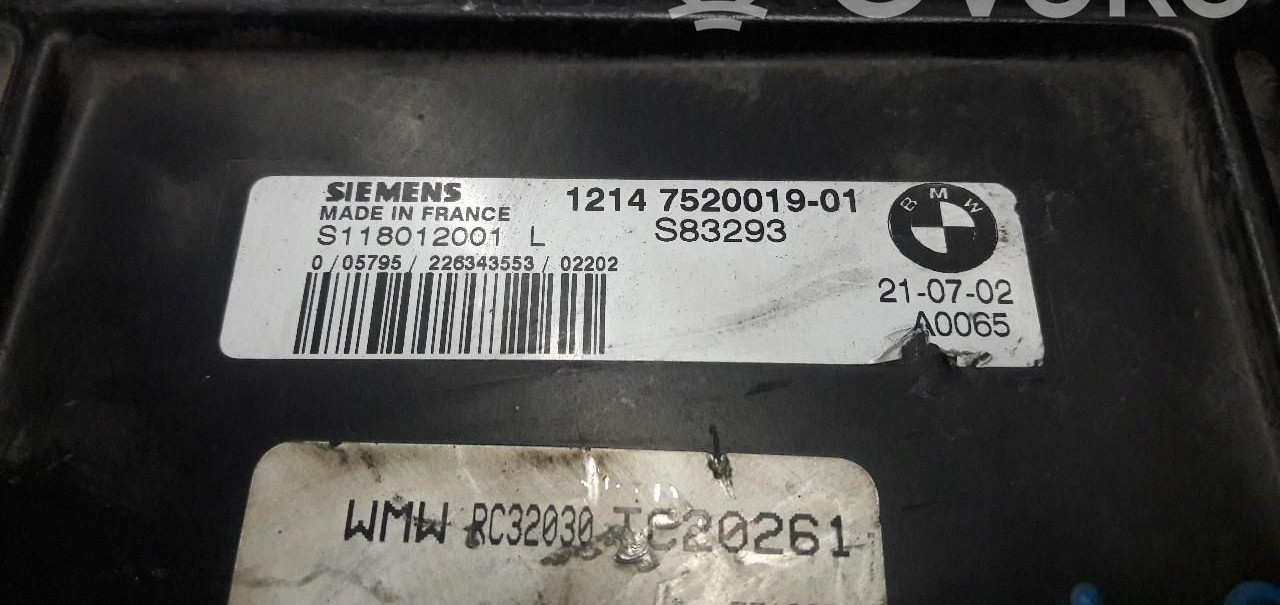 SIEMENS
MADE IN FRANCE
S118012001 L
1214 7520019-01
S83293
BMW
0/05795/226343553/02202
21-07-02
A0065
WMW RC32030 TC20261